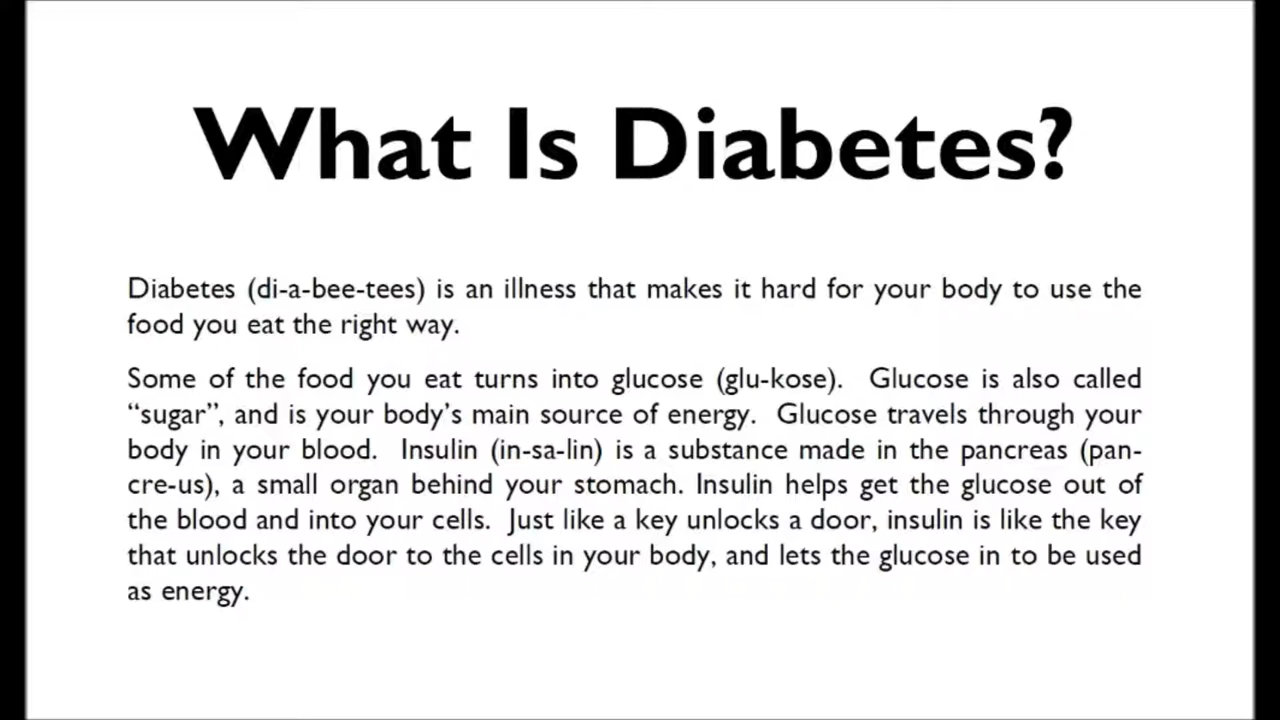 What Is Diabetes?
Diabetes (di-a-bee-tees) is an illness that makes it hard for your body to use the
food you eat the right way.
Some of the food you eat turns into glucose (glu-kose).  Glucose is also called
“sugar”, and is your body’s main source of energy.  Glucose travels through your
body in your blood.  Insulin (in-sa-lin) is a substance made in the pancreas (pan-
cre-us), a small organ behind your stomach. Insulin helps get the glucose out of
the blood and into your cells.  Just like a key unlocks a door, insulin is like the key
that unlocks the door to the cells in your body, and lets the glucose in to be used
as energy.